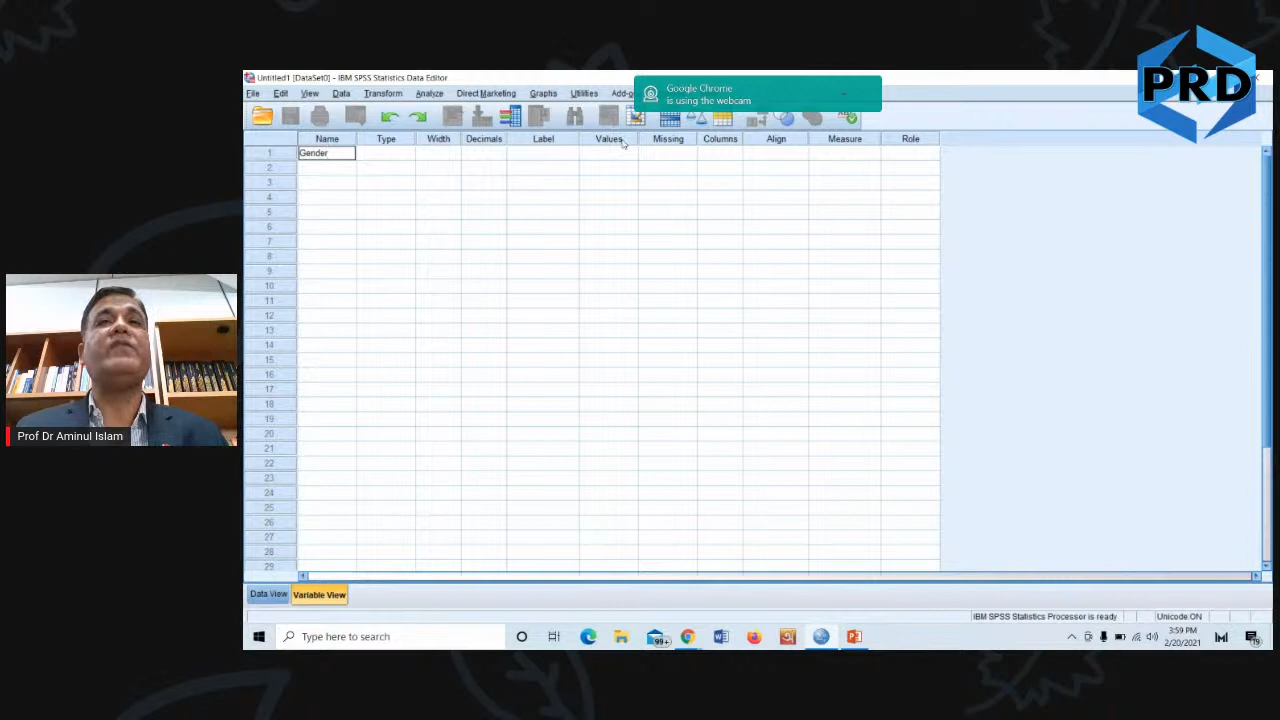 PRD
Untitled1 [DataSet0] - IBM SPSS Statistics Data Editor
File Edit View Data Transform Analyze Direct Marketing Graphs Utilities Add-o
Google Chrome
is using the webcam
Name Type Width Decimals Label Values Missing Columns Align Measure Role
1 Gender
2
3
4
5
6
7
8
9
10
11
12
13
14
15
16
17
18
19
20
21
22
23
24
25
26
27
28
29
Prof Dr Aminul Islam
Data View Variable View
IBM SPSS Statistics Processor is ready Unicode ON
Type here to search
99+
3:59 PM
2/20/2021
19